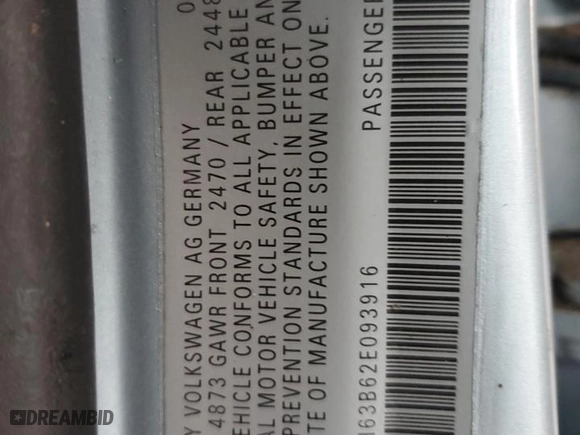 Y VOLKSWAGEN AG GERMANY
4873 GAWR FRONT 2470 / REAR 2448
EHICLE CONFORMS TO ALL APPLICABLE
AL MOTOR VEHICLE SAFETY, BUMPER AN
PREVENTION STANDARDS IN EFFECT ON
TE OF MANUFACTURE SHOWN ABOVE.
63B62E093916 PASSENGER
DREAMBID